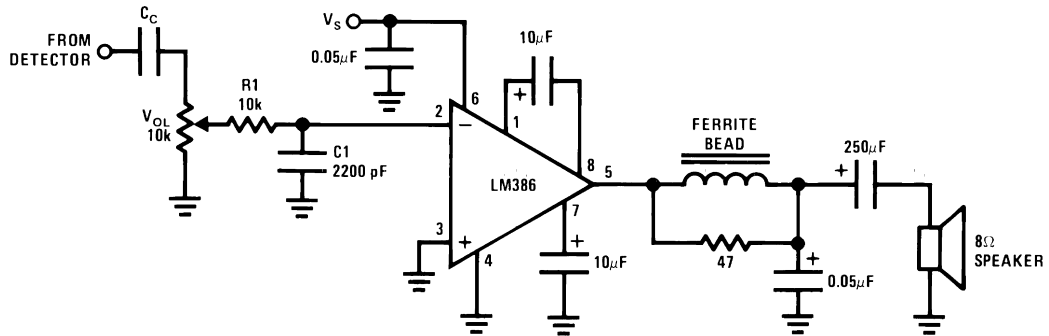 C_C
FROM
DETECTOR
V_OL
10k
R1
10k
C1
2200 pF
V_S
0.05μF
6
2
−
3
+
4
LM386
10μF
+
1
8
5
7
+
10μF
FERRITE
BEAD
47
+
0.05μF
250μF
+
8Ω
SPEAKER